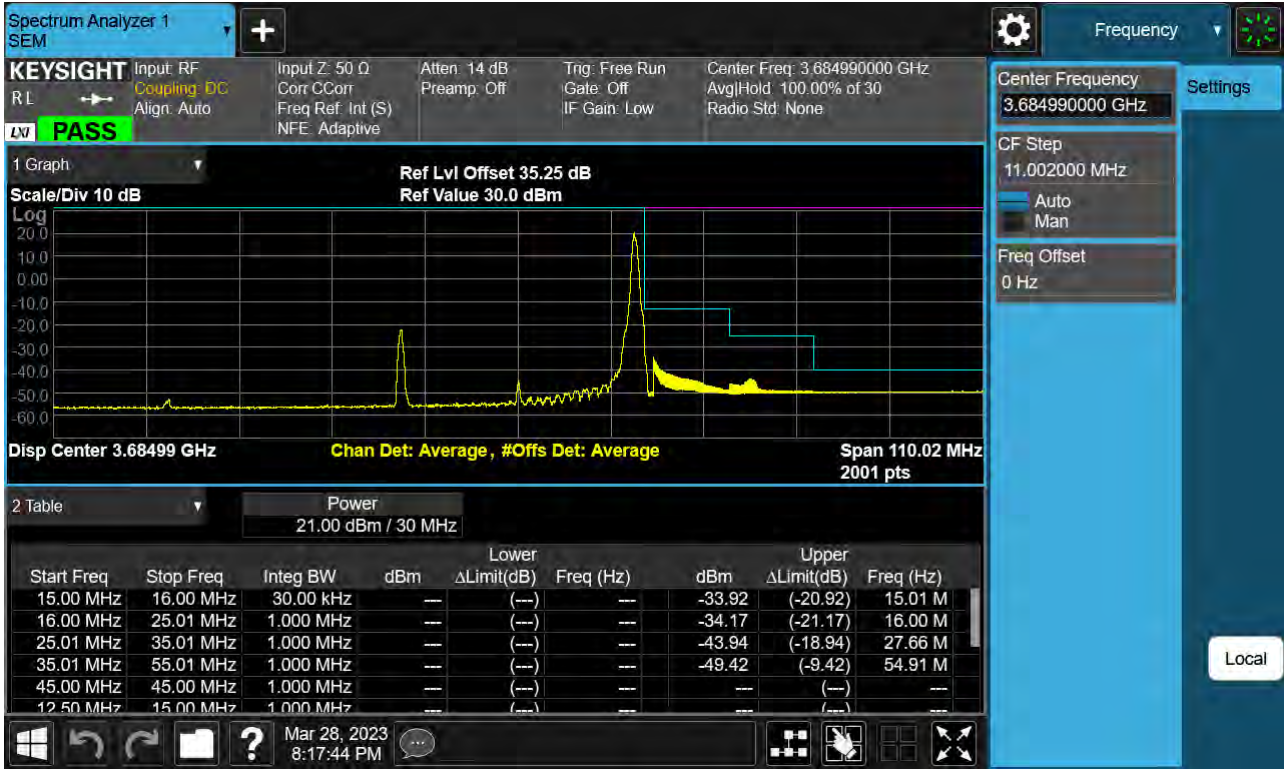 Spectrum Analyzer 1
SEM
+
Frequency
KEYSIGHT
R L
LXI
PASS
Input: RF
Coupling: DC
Align: Auto
Input Z: 50 Ω
Corr CCorr
Freq Ref: Int (S)
NFE: Adaptive
Atten: 14 dB
Preamp: Off
Trig: Free Run
Gate: Off
IF Gain: Low
Center Freq: 3.684990000 GHz
Avg|Hold: 100.00% of 30
Radio Std: None
Center Frequency
3.684990000 GHz
Settings
CF Step
11.002000 MHz
Auto
Man
Freq Offset
0 Hz
1 Graph
Ref Lvl Offset 35.25 dB
Scale/Div 10 dB
Ref Value 30.0 dBm
Log
20.0
10.0
0.00
-10.0
-20.0
-30.0
-40.0
-50.0
-60.0
Disp Center 3.68499 GHz
Chan Det: Average, #Offs Det: Average
Span 110.02 MHz
2001 pts
2 Table
Power
21.00 dBm / 30 MHz
Lower Upper
Start Freq Stop Freq Integ BW dBm ΔLimit(dB) Freq (Hz) dBm ΔLimit(dB) Freq (Hz)
15.00 MHz 16.00 MHz 30.00 kHz --- (---) --- -33.92 (-20.92) 15.01 M
16.00 MHz 25.01 MHz 1.000 MHz --- (---) --- -34.17 (-21.17) 16.00 M
25.01 MHz 35.01 MHz 1.000 MHz --- (---) --- -43.94 (-18.94) 27.66 M
35.01 MHz 55.01 MHz 1.000 MHz --- (---) --- -49.42 (-9.42) 54.91 M
45.00 MHz 45.00 MHz 1.000 MHz --- (---) --- --- (---) ---
12.50 MHz 15.00 MHz 1.000 MHz --- (---) --- --- (---) ---
Local
?
Mar 28, 2023
8:17:44 PM